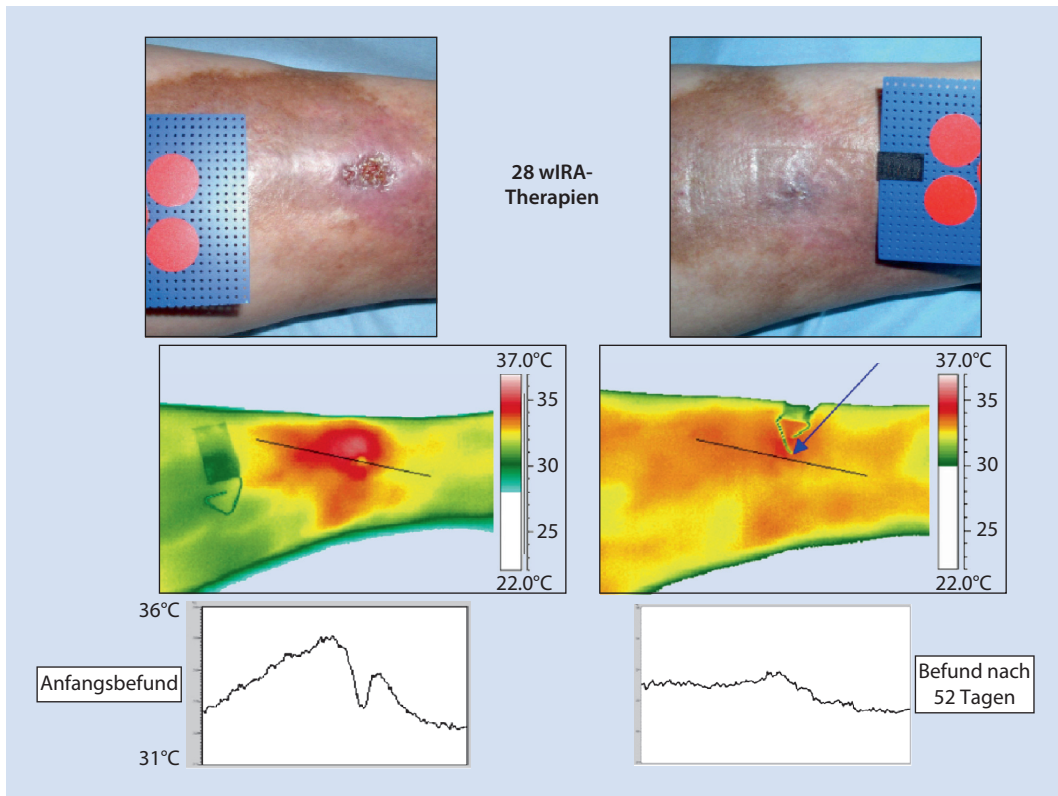 28 wIRA-
Therapien
37.0°C
35
30
25
22.0°C
37.0°C
35
30
25
22.0°C
36°C
31°C
Anfangsbefund
Befund nach
52 Tagen